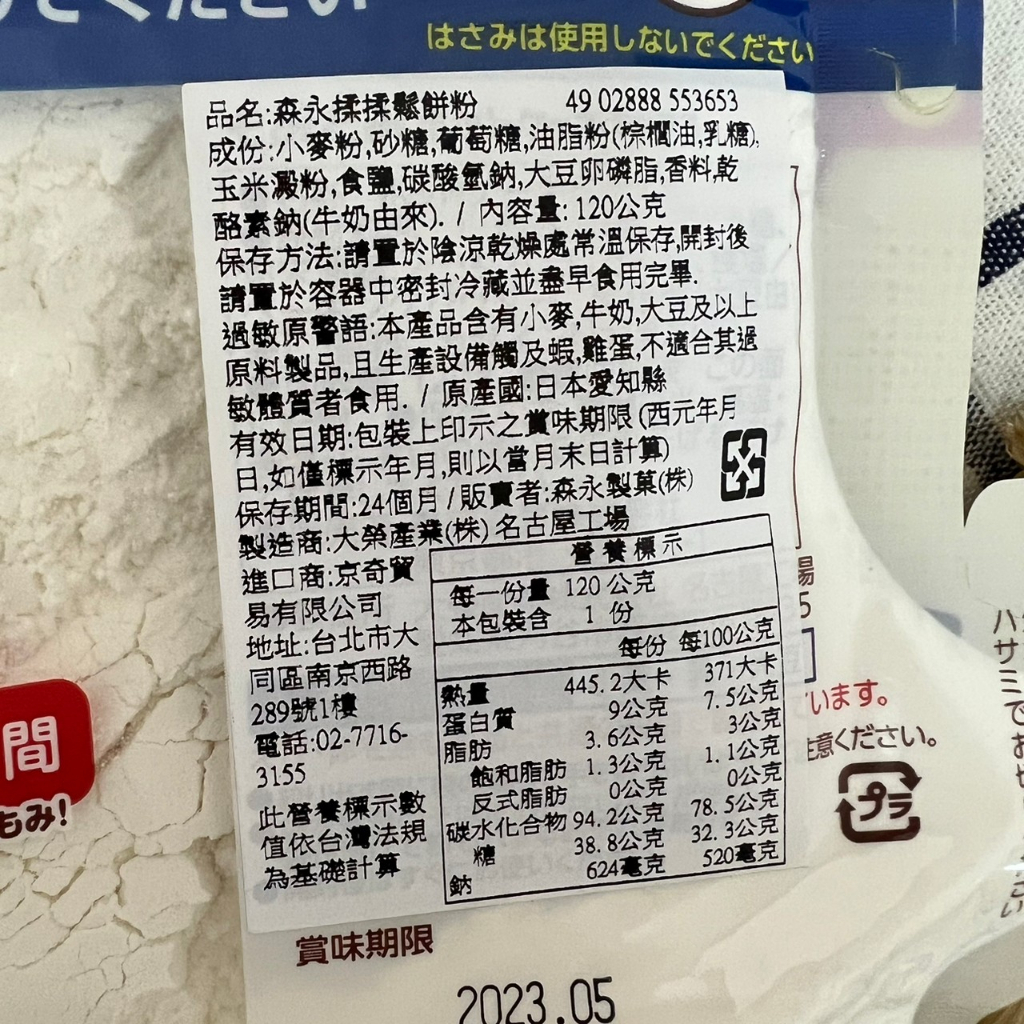 ください
はさみは使用しないでください
品名:森永揉揉鬆餅粉 49 02888 553653
成份:小麥粉,砂糖,葡萄糖,油脂粉(棕櫚油,乳糖),
玉米澱粉,食鹽,碳酸氫鈉,大豆卵磷脂,香料,乾
酪素鈉(牛奶由來). / 內容量: 120公克
保存方法:請置於陰涼乾燥處常溫保存,開封後
請置於容器中密封冷藏並盡早食用完畢.
過敏原警語:本產品含有小麥,牛奶,大豆及以上
原料製品,且生產設備觸及蝦,雞蛋,不適合其過
敏體質者食用. / 原產國:日本愛知縣
有效日期:包裝上印示之賞味期限 (西元年月
日,如僅標示年月,則以當月末日計算)
保存期間:24個月 / 販賣者:森永製菓(株)
製造商:大榮產業(株) 名古屋工場
進口商:京奇貿
易有限公司
地址:台北市大
同區南京西路
289號1樓
電話:02-7716-
3155
此營養標示數
值依台灣法規
為基礎計算
營養標示
每一份量 120 公克
本包裝含 1 份
每份 每100公克
熱量 445.2大卡 371大卡
蛋白質 9公克 7.5公克
脂肪 3.6公克 3公克
飽和脂肪 1.3公克 1.1公克
反式脂肪 0公克 0公克
碳水化合物 94.2公克 78.5公克
糖 38.8公克 32.3公克
鈉 624毫克 520毫克
場
5
います。
注意ください。
プラ
間
もみ!
賞味期限
2023.05
ハサミでお